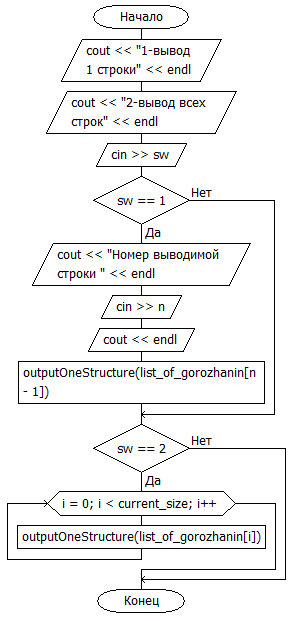 Начало
cout << "1-вывод
1 строки" << endl
cout << "2-вывод всех
строк" << endl
cin >> sw
sw == 1
Нет
Да
cout << "Номер выводимой
строки " << endl
cin >> n
cout << endl
outputOneStructure(list_of_gorozhanin[n
- 1])
sw == 2
Нет
Да
i = 0; i < current_size; i++
outputOneStructure(list_of_gorozhanin[i])
Конец